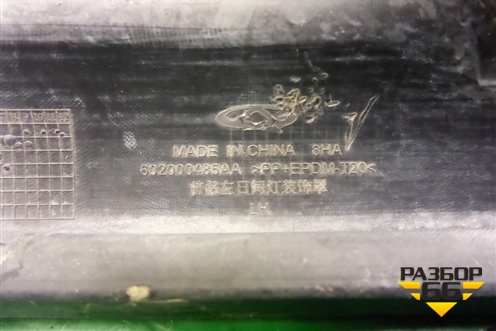 MADE IN CHINA 8HA
602000485AA >PP+EPDM-T20<
前保左日间灯装饰罩
LH
РАЗБОР
66